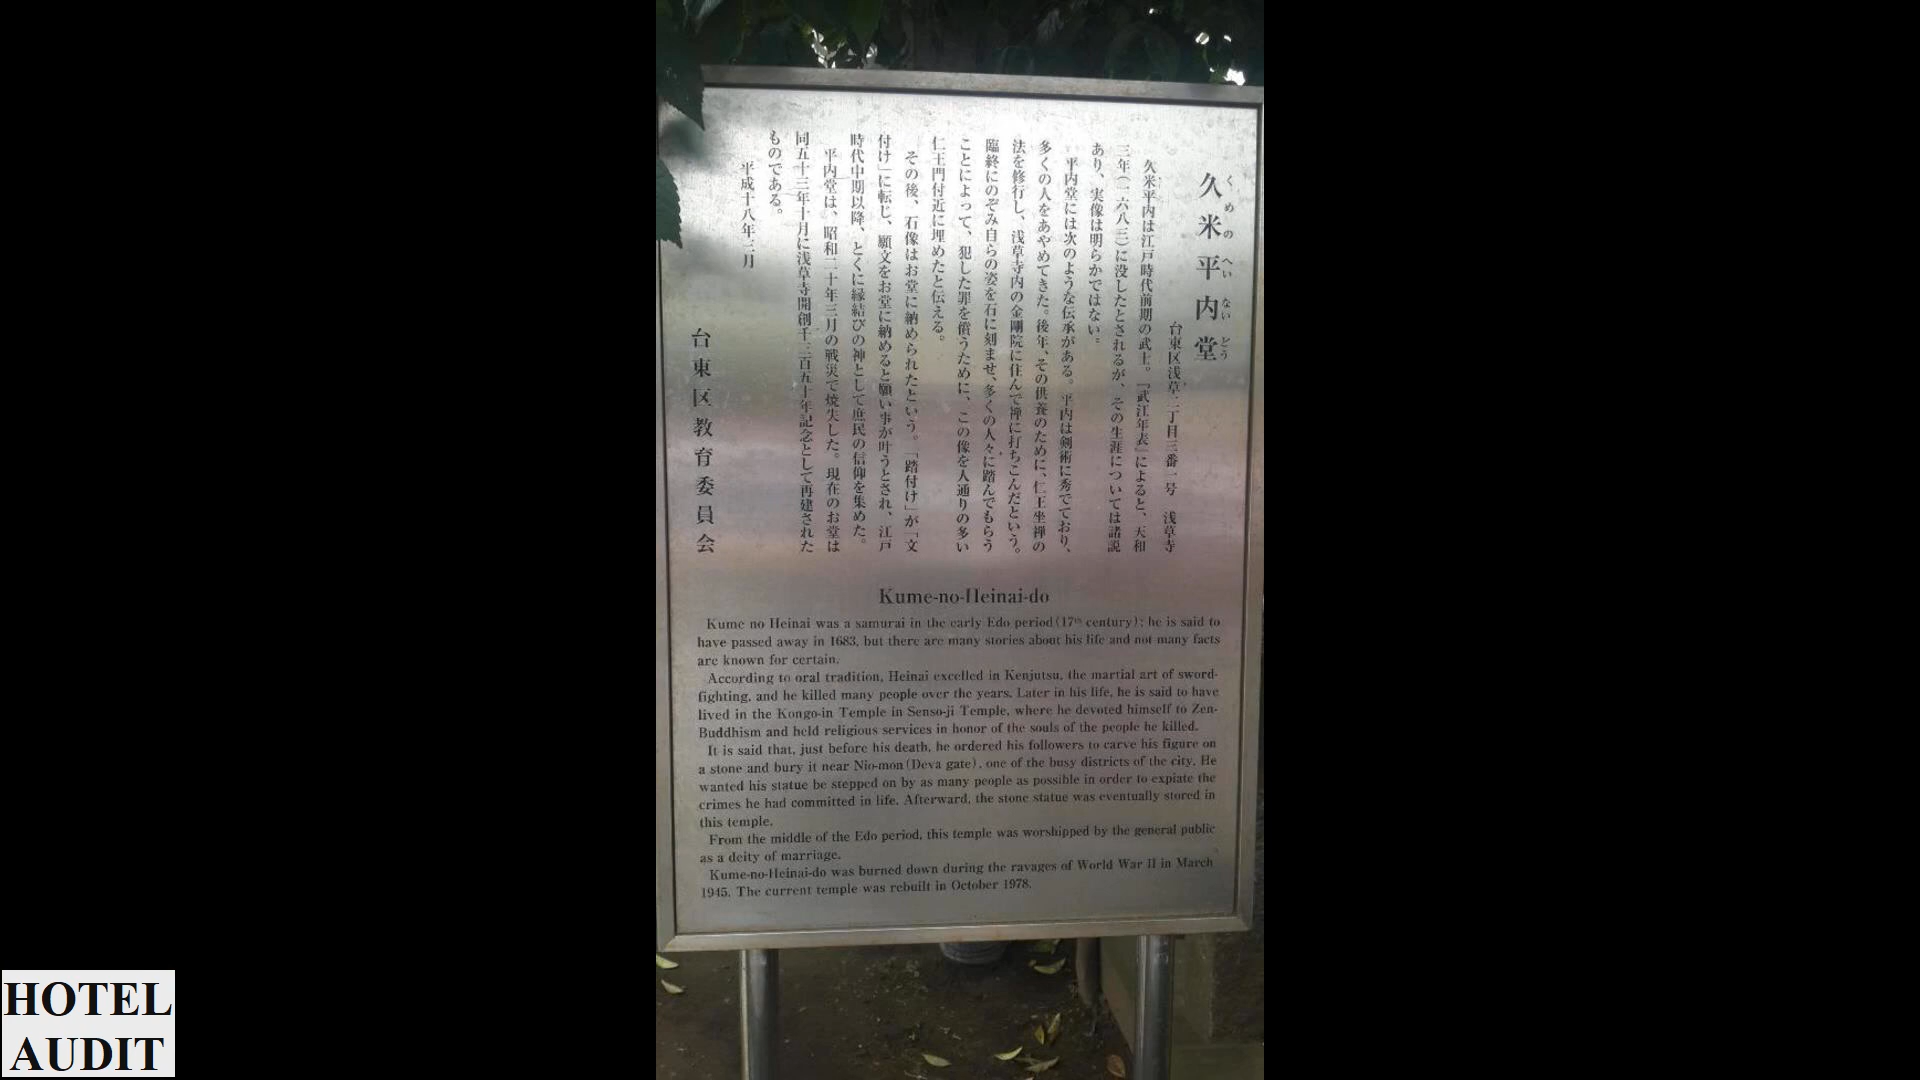 久米平内堂
くめのへいないどう
台東区浅草二丁目三番一号　浅草寺
久米平内は江戸時代前期の武士。『武江年表』によると、天和
三年（一六八三）に没したとされるが、その生涯については諸説
あり、実像は明らかではない。
平内堂には次のような伝承がある。平内は剣術に秀でており、
多くの人をあやめてきた。後年、その供養のために、仁王坐禅の
法を修行し、浅草寺内の金剛院に住んで禅に打ちこんだという。
臨終にのぞみ自らの姿を石に刻ませ、多くの人々に踏んでもらう
ことによって、犯した罪を償うために、この像を人通りの多い
仁王門付近に埋めたと伝える。
その後、石像はお堂に納められたという。「踏付け」が「文
付け」に転じ、願文をお堂に納めると願い事が叶うとされ、江戸
時代中期以降、とくに縁結びの神として庶民の信仰を集めた。
平内堂は、昭和二十年三月の戦災で焼失した。現在のお堂は
同五十三年十月に浅草寺開創千三百五十年記念として再建された
ものである。
平成十八年三月
台東区教育委員会
Kume-no-Heinai-do
Kume no Heinai was a samurai in the early Edo period (17th century); he is said to
have passed away in 1683, but there are many stories about his life and not many facts
are known for certain.
According to oral tradition, Heinai excelled in Kenjutsu, the martial art of sword-
fighting, and he killed many people over the years. Later in his life, he is said to have
lived in the Kongo-in Temple in Senso-ji Temple, where he devoted himself to Zen-
Buddhism and held religious services in honor of the souls of the people he killed.
It is said that, just before his death, he ordered his followers to carve his figure on
a stone and bury it near Nio-mon (Deva gate), one of the busy districts of the city. He
wanted his statue be stepped on by as many people as possible in order to expiate the
crimes he had committed in life. Afterward, the stone statue was eventually stored in
this temple.
From the middle of the Edo period, this temple was worshipped by the general public
as a deity of marriage.
Kume-no-Heinai-do was burned down during the ravages of World War II in March
1945. The current temple was rebuilt in October 1978.
HOTEL
AUDIT